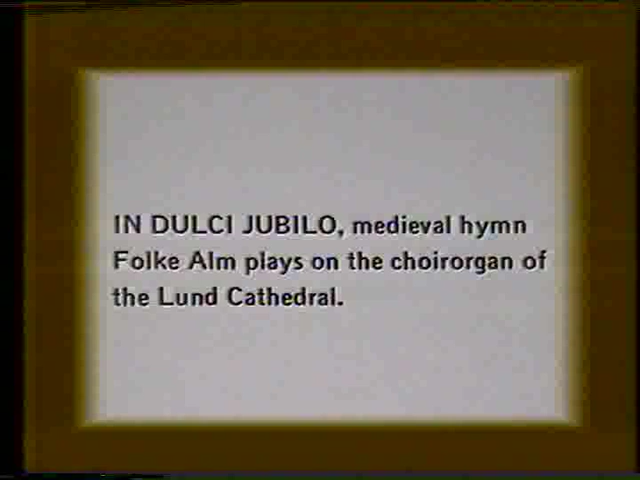 IN DULCI JUBILO, medieval hymn
Folke Alm plays on the choirorgan of
the Lund Cathedral.